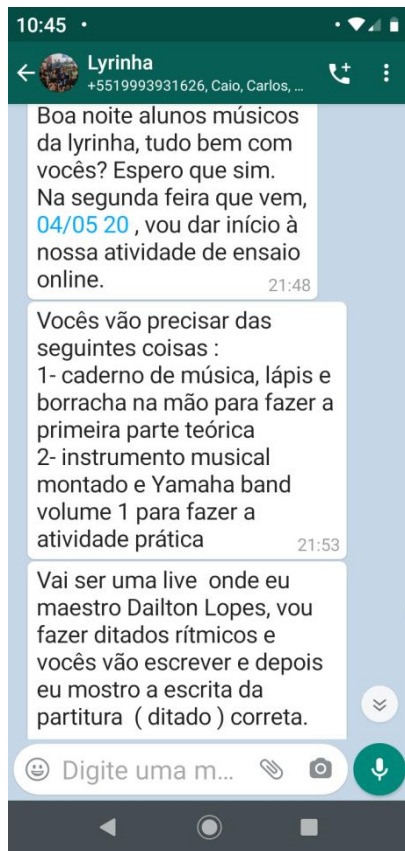 10:45
Lyrinha
+5519993931626, Caio, Carlos, ...
Boa noite alunos músicos
da lyrinha, tudo bem com
vocês? Espero que sim.
Na segunda feira que vem,
04/05 20 , vou dar início à
nossa atividade de ensaio
online.
21:48
Vocês vão precisar das
seguintes coisas :
1- caderno de música, lápis e
borracha na mão para fazer a
primeira parte teórica
2- instrumento musical
montado e Yamaha band
volume 1 para fazer a
atividade prática
21:53
Vai ser uma live onde eu
maestro Dailton Lopes, vou
fazer ditados rítmicos e
vocês vão escrever e depois
eu mostro a escrita da
partitura ( ditado ) correta.
Digite uma m...